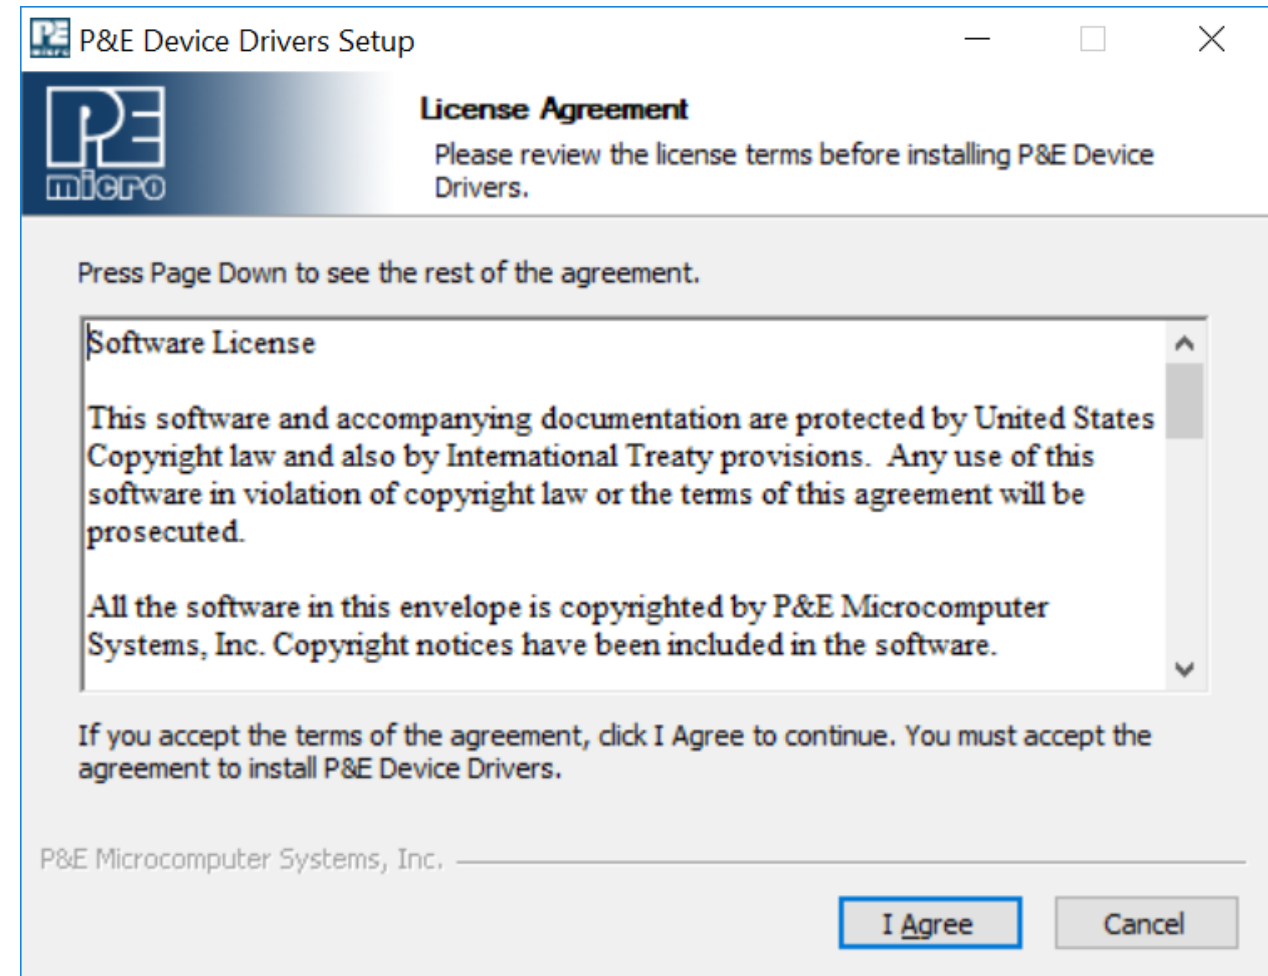 P&E Device Drivers Setup
PE
micro
License Agreement
Please review the license terms before installing P&E Device
Drivers.
Press Page Down to see the rest of the agreement.
Software License
This software and accompanying documentation are protected by United States
Copyright law and also by International Treaty provisions.  Any use of this
software in violation of copyright law or the terms of this agreement will be
prosecuted.
All the software in this envelope is copyrighted by P&E Microcomputer
Systems, Inc. Copyright notices have been included in the software.
If you accept the terms of the agreement, click I Agree to continue. You must accept the
agreement to install P&E Device Drivers.
P&E Microcomputer Systems, Inc.
I Agree
Cancel